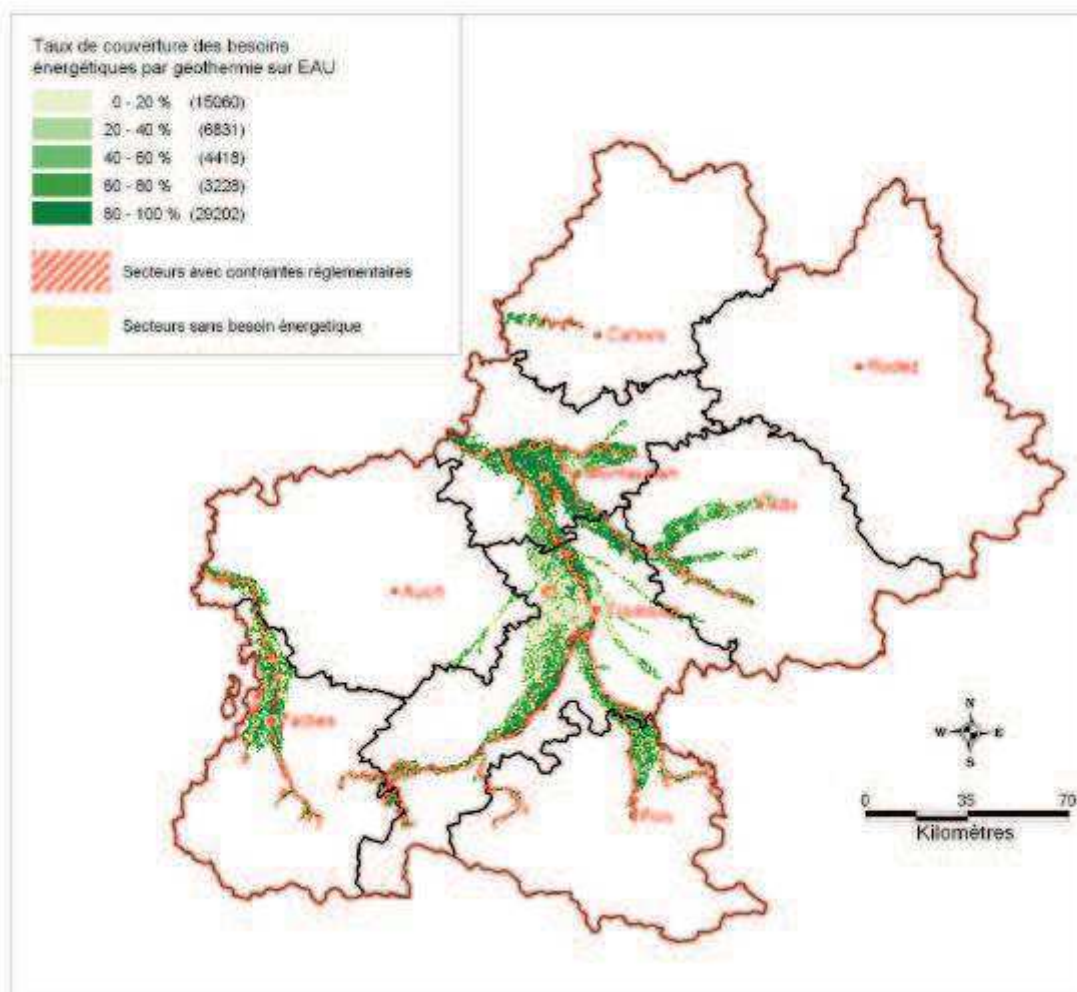 Taux de couverture des besoins
énergétiques par géothermie sur EAU
0 - 20 % (15060)
20 - 40 % (6831)
40 - 60 % (4418)
60 - 80 % (3228)
80 - 100 % (29202)
Secteurs avec contraintes réglementaires
Secteurs sans besoin énergetique
Cahors
Rodez
Montauban
Albi
Auch
Toulouse
Tarbes
Foix
N
W
E
S
0 35 70
Kilomètres